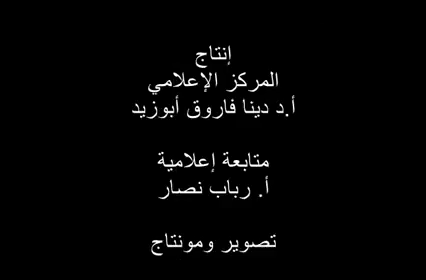 إنتاج
المركز الإعلامي
أ.د دينا فاروق أبوزيد
متابعة إعلامية
أ. رباب نصار
تصوير ومونتاج